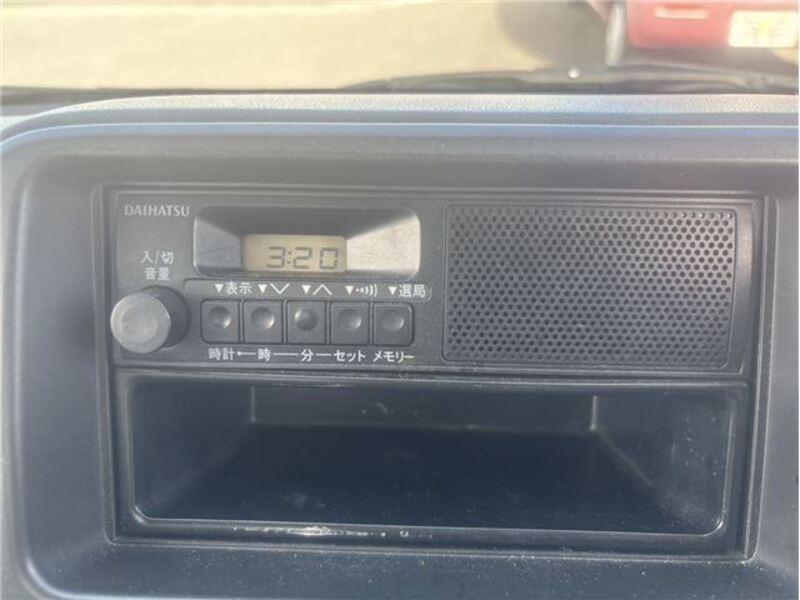 DAIHATSU
3:20
入/切
音量
▼表示 ▼﹀ ▼︿ ▼•ı))) ▼選局
時計•─時──分──セット メモリー